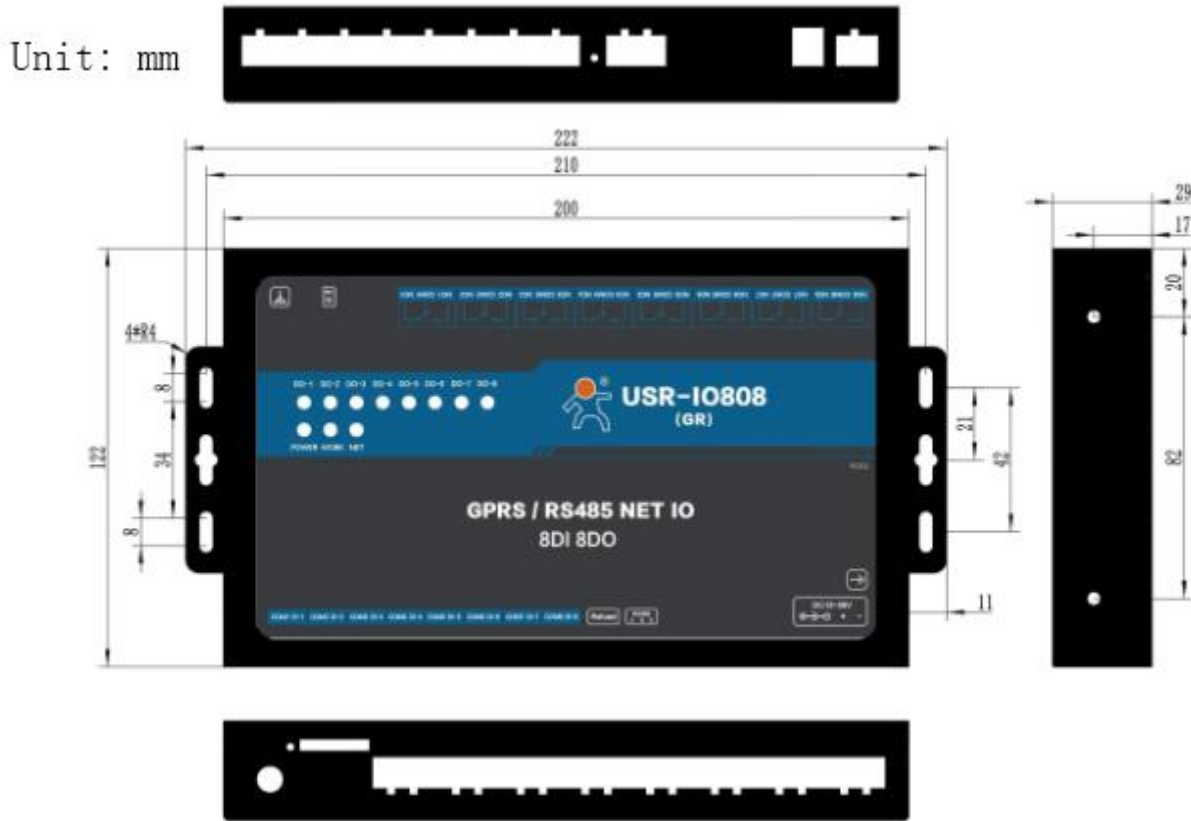 Unit: mm
222
210
200
29
17
20
4*R4
8
DO-1 DO-2 DO-3 DO-4 DO-5 DO-6 DO-7 DO-8
®
USR-IO808
(GR)
POWER WORK NET
122
34
21
42
82
GPRS / RS485 NET IO
8DI 8DO
8
11
Reload
+ -